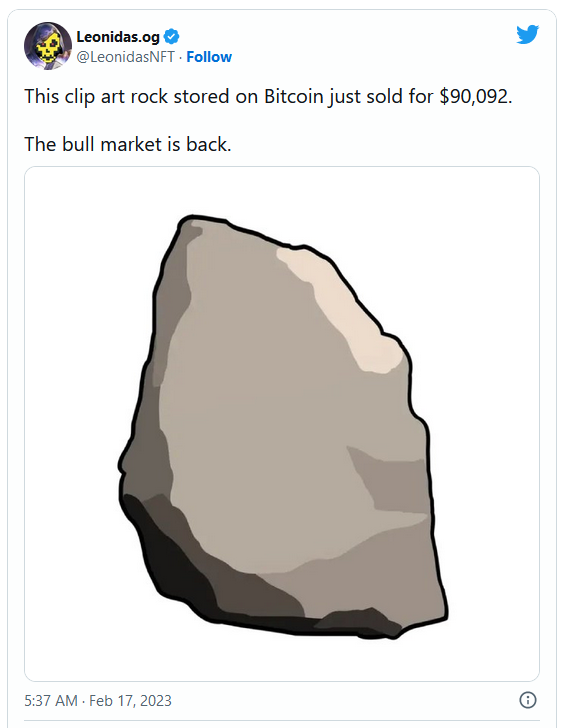 Leonidas.og
@LeonidasNFT · Follow
This clip art rock stored on Bitcoin just sold for $90,092.
The bull market is back.
5:37 AM · Feb 17, 2023